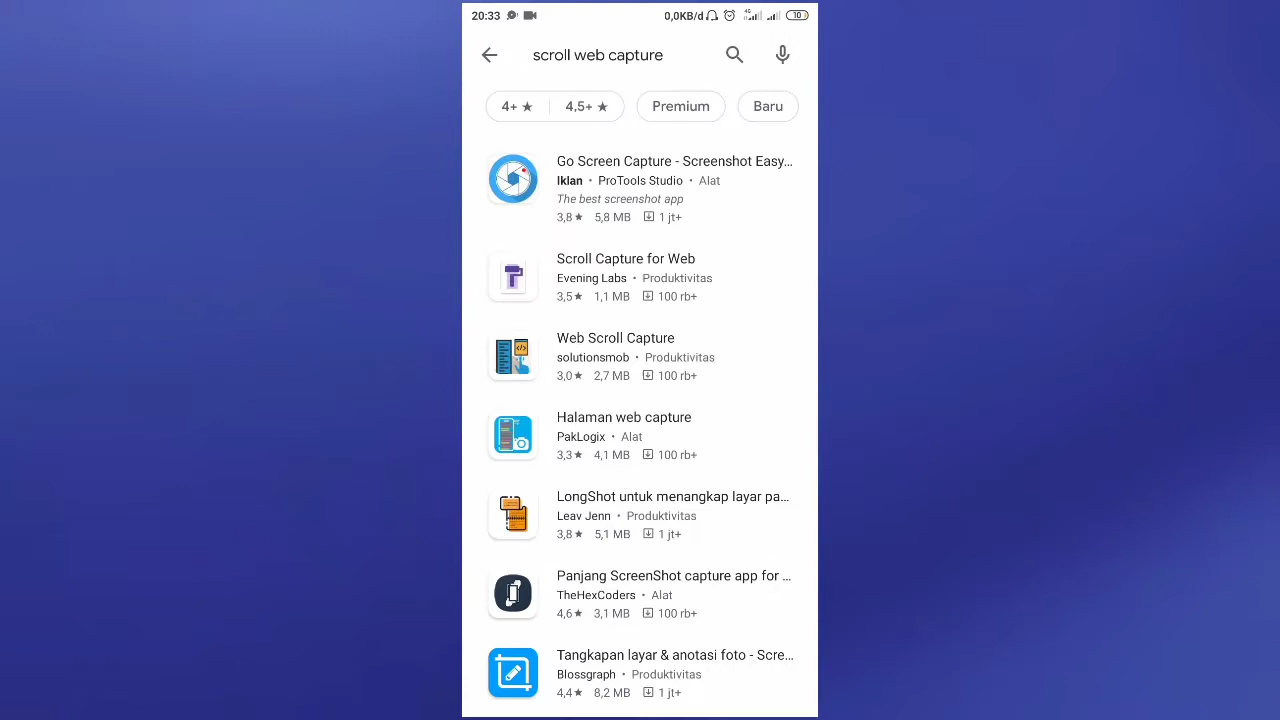 20:33 0,0KB/d 4G 10
scroll web capture
4+ ★ 4,5+ ★ Premium Baru
Go Screen Capture - Screenshot Easy...
Iklan • ProTools Studio • Alat
The best screenshot app
3,8 ★ 5,8 MB 1 jt+
Scroll Capture for Web
Evening Labs • Produktivitas
3,5 ★ 1,1 MB 100 rb+
Web Scroll Capture
solutionsmob • Produktivitas
3,0 ★ 2,7 MB 100 rb+
Halaman web capture
PakLogix • Alat
3,3 ★ 4,1 MB 100 rb+
LongShot untuk menangkap layar pa...
Leav Jenn • Produktivitas
3,8 ★ 5,1 MB 1 jt+
Panjang ScreenShot capture app for ...
TheHexCoders • Alat
4,6 ★ 3,1 MB 100 rb+
Tangkapan layar & anotasi foto - Scre...
Blossgraph • Produktivitas
4,4 ★ 8,2 MB 1 jt+